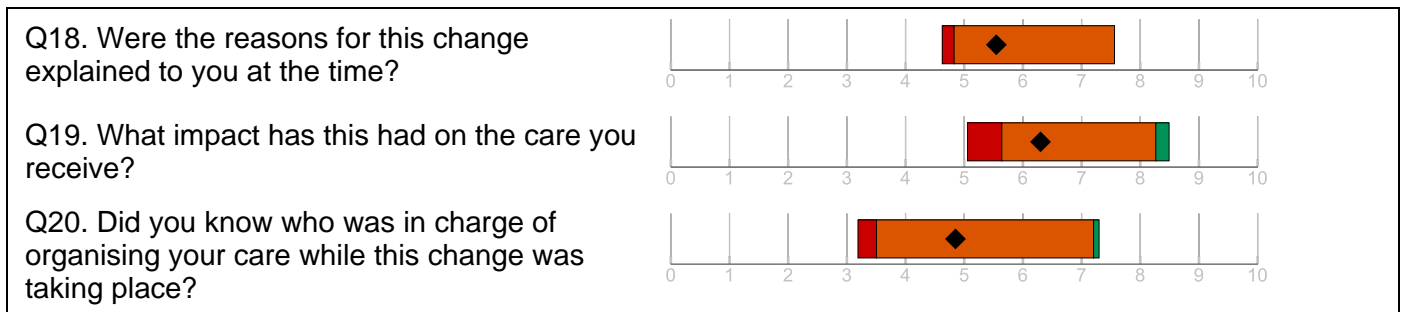 Q18. Were the reasons for this change
explained to you at the time?
0 1 2 3 4 5 6 7 8 9 10
Q19. What impact has this had on the care you
receive?
0 1 2 3 4 5 6 7 8 9 10
Q20. Did you know who was in charge of
organising your care while this change was
taking place?
0 1 2 3 4 5 6 7 8 9 10